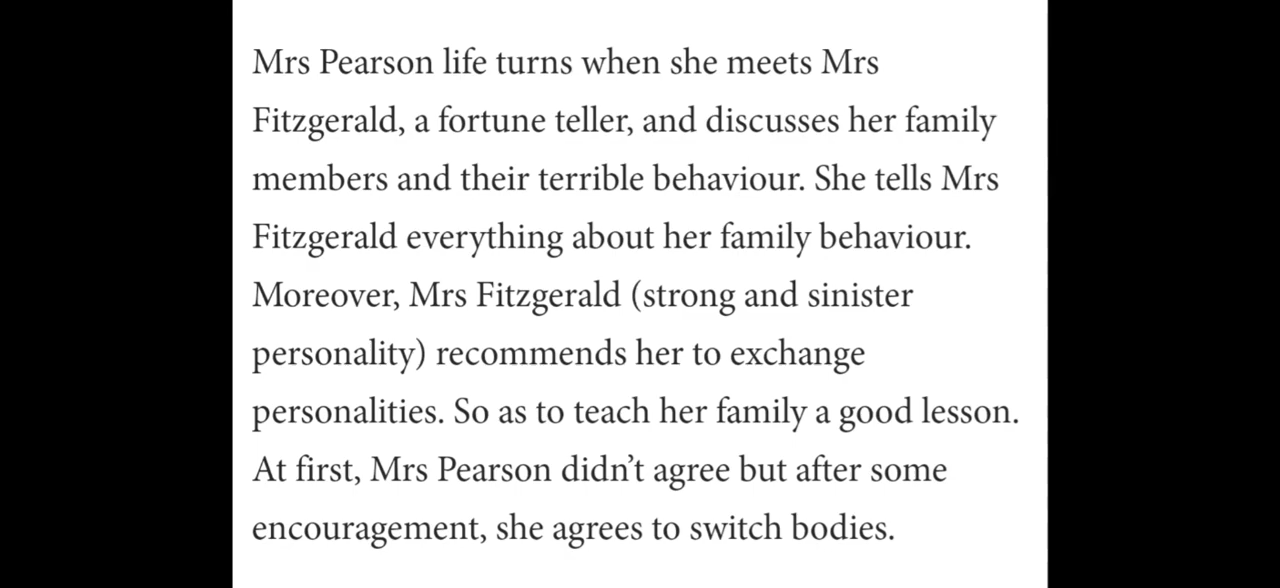 Mrs Pearson life turns when she meets Mrs
Fitzgerald, a fortune teller, and discusses her family
members and their terrible behaviour. She tells Mrs
Fitzgerald everything about her family behaviour.
Moreover, Mrs Fitzgerald (strong and sinister
personality) recommends her to exchange
personalities. So as to teach her family a good lesson.
At first, Mrs Pearson didn’t agree but after some
encouragement, she agrees to switch bodies.